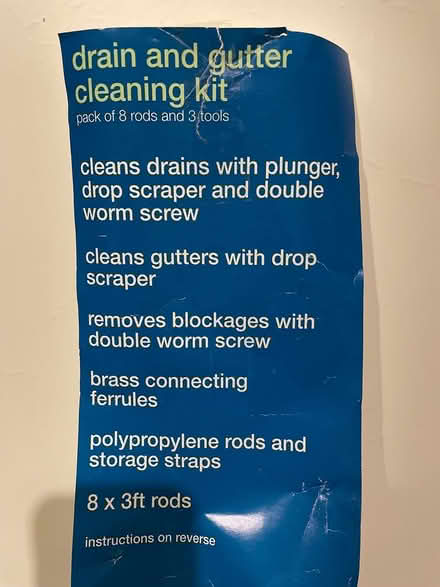 drain and gutter
cleaning kit
pack of 8 rods and 3 tools
cleans drains with plunger,
drop scraper and double
worm screw
cleans gutters with drop
scraper
removes blockages with
double worm screw
brass connecting
ferrules
polypropylene rods and
storage straps
8 x 3ft rods
instructions on reverse